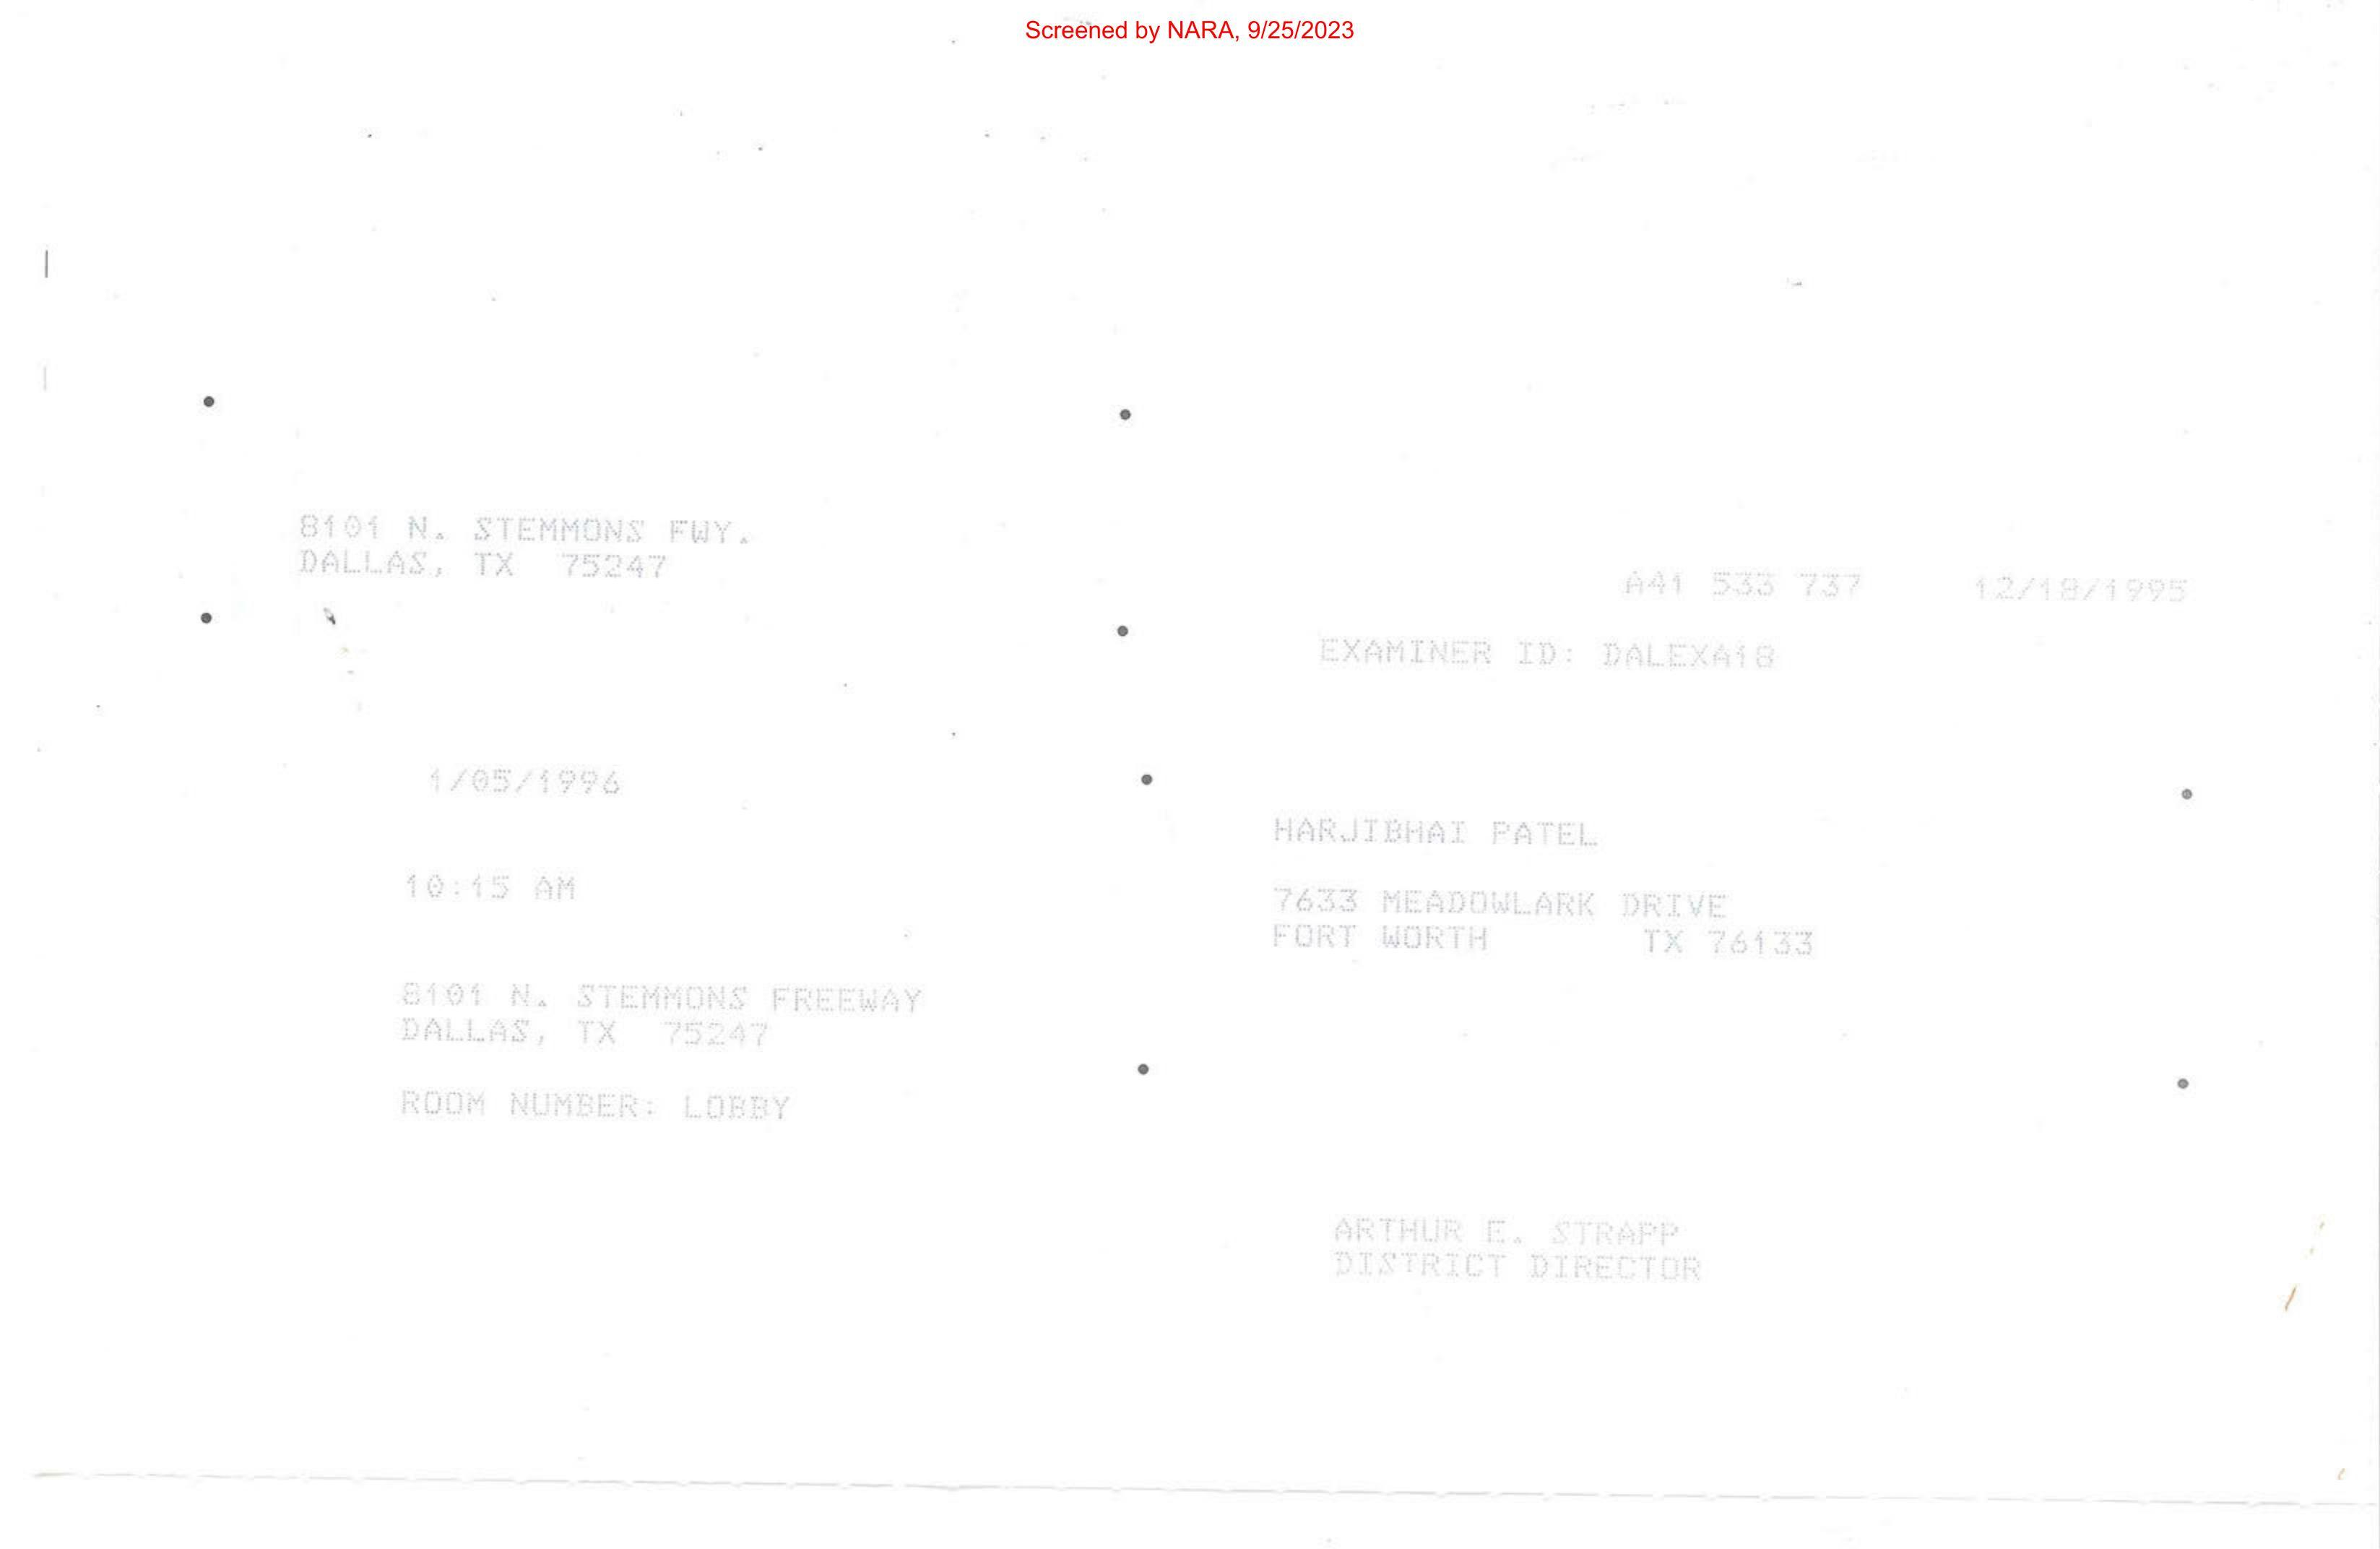 Screened by NARA, 9/25/2023
8101 N. STEMMONS FWY.
DALLAS, TX 75247
A41 533 737 12/18/1995
EXAMINER ID: DALEXA18
1/05/1996
HARJIBHAI PATEL
10:15 AM
7633 MEADOWLARK DRIVE
FORT WORTH TX 76133
8101 N. STEMMONS FREEWAY
DALLAS, TX 75247
ROOM NUMBER: LOBBY
ARTHUR E. STRAPP
DISTRICT DIRECTOR